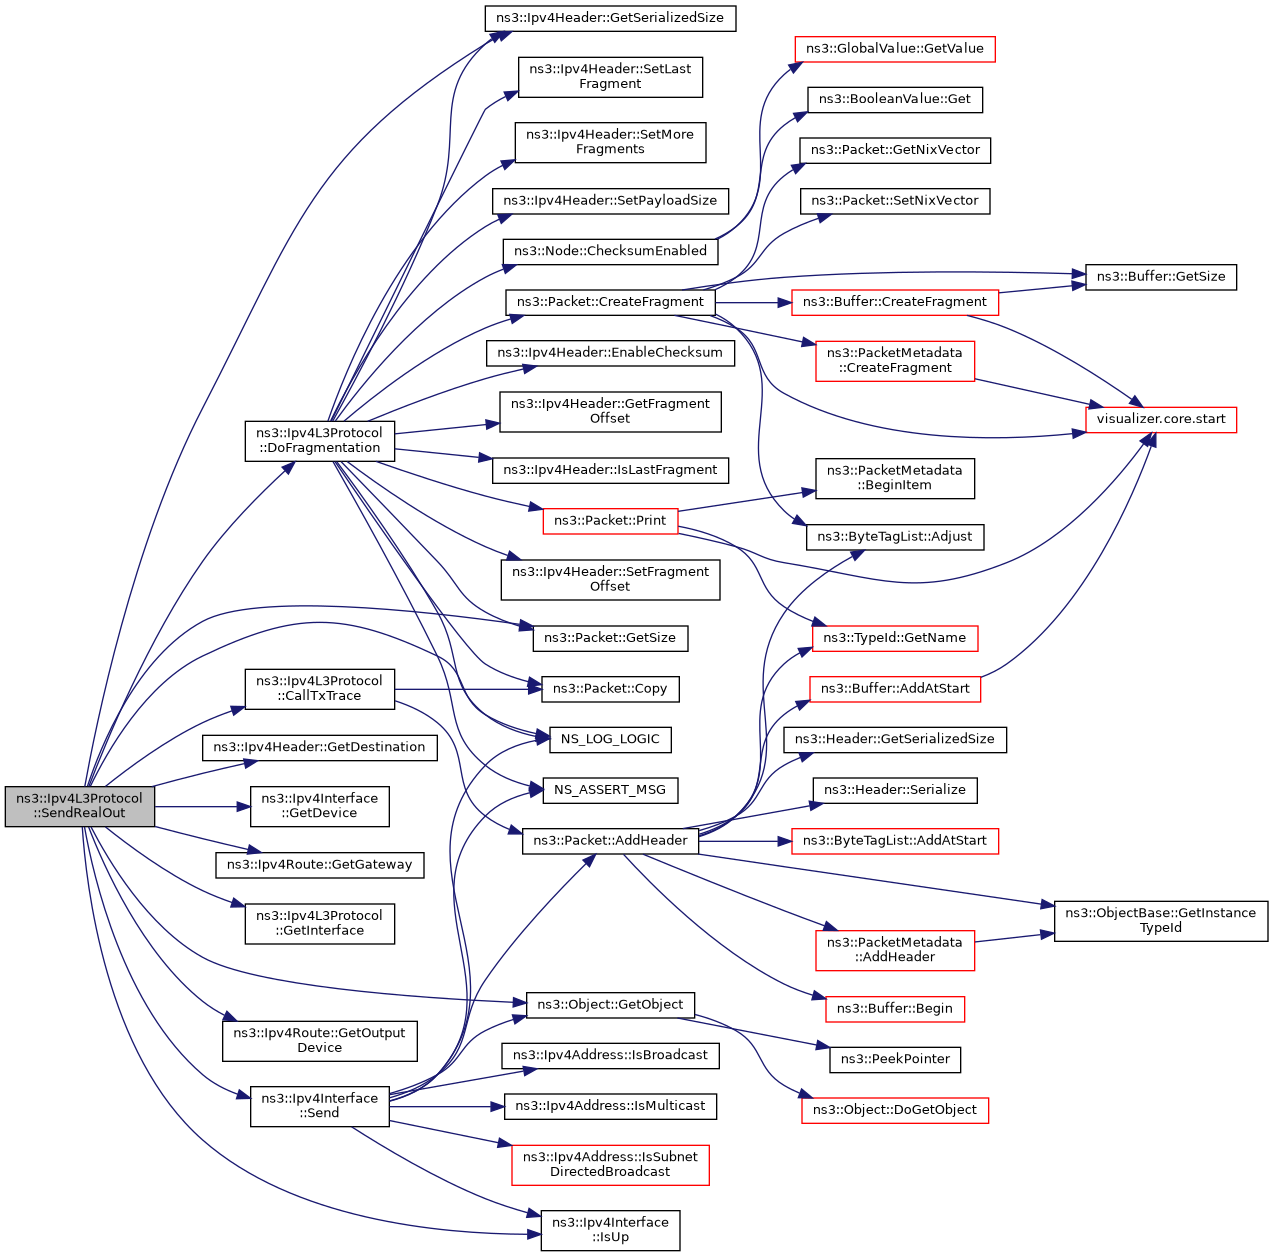 ns3::Ipv4L3Protocol
::SendRealOut
ns3::Ipv4L3Protocol
::DoFragmentation
ns3::Ipv4L3Protocol
::CallTxTrace
ns3::Ipv4Header::GetDestination
ns3::Ipv4Interface
::GetDevice
ns3::Ipv4Route::GetGateway
ns3::Ipv4L3Protocol
::GetInterface
ns3::Ipv4Route::GetOutput
Device
ns3::Ipv4Interface
::Send
ns3::Ipv4Header::GetSerializedSize
ns3::Ipv4Header::SetLast
Fragment
ns3::Ipv4Header::SetMore
Fragments
ns3::Ipv4Header::SetPayloadSize
ns3::Node::ChecksumEnabled
ns3::Packet::CreateFragment
ns3::Ipv4Header::EnableChecksum
ns3::Ipv4Header::GetFragment
Offset
ns3::Ipv4Header::IsLastFragment
ns3::Packet::Print
ns3::Ipv4Header::SetFragment
Offset
ns3::Packet::GetSize
ns3::Packet::Copy
NS_LOG_LOGIC
NS_ASSERT_MSG
ns3::Packet::AddHeader
ns3::Object::GetObject
ns3::Ipv4Address::IsBroadcast
ns3::Ipv4Address::IsMulticast
ns3::Ipv4Address::IsSubnet
DirectedBroadcast
ns3::Ipv4Interface
::IsUp
ns3::GlobalValue::GetValue
ns3::BooleanValue::Get
ns3::Packet::GetNixVector
ns3::Packet::SetNixVector
ns3::Buffer::CreateFragment
ns3::PacketMetadata
::CreateFragment
ns3::PacketMetadata
::BeginItem
ns3::ByteTagList::Adjust
ns3::TypeId::GetName
ns3::Buffer::AddAtStart
ns3::Header::GetSerializedSize
ns3::Header::Serialize
ns3::ByteTagList::AddAtStart
ns3::PacketMetadata
::AddHeader
ns3::Buffer::Begin
ns3::PeekPointer
ns3::Object::DoGetObject
ns3::Buffer::GetSize
visualizer.core.start
ns3::ObjectBase::GetInstance
TypeId